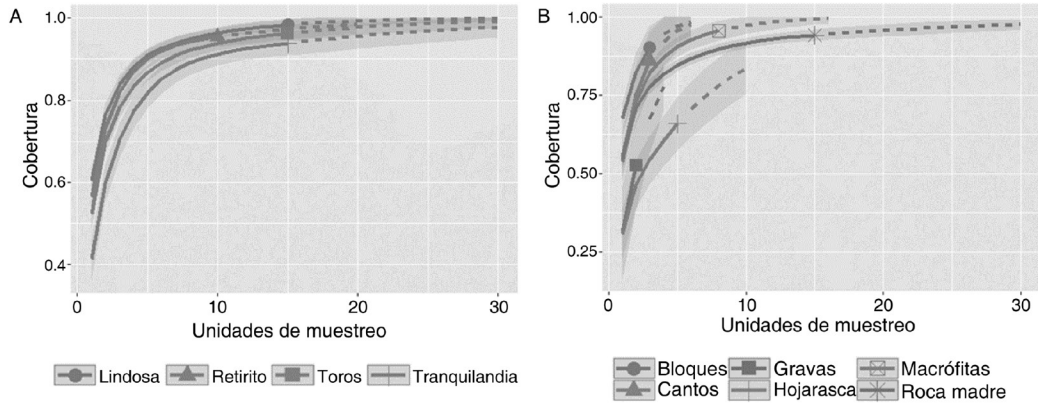 A
1.0
0.8
0.6
0.4
Cobertura
0
10
20
30
Unidades de muestreo
Lindosa
Retirito
Toros
Tranquilandia
B
1.00
0.75
0.50
0.25
Cobertura
0
10
20
30
Unidades de muestreo
Bloques
Gravas
Macrófitas
Cantos
Hojarasca
Roca madre